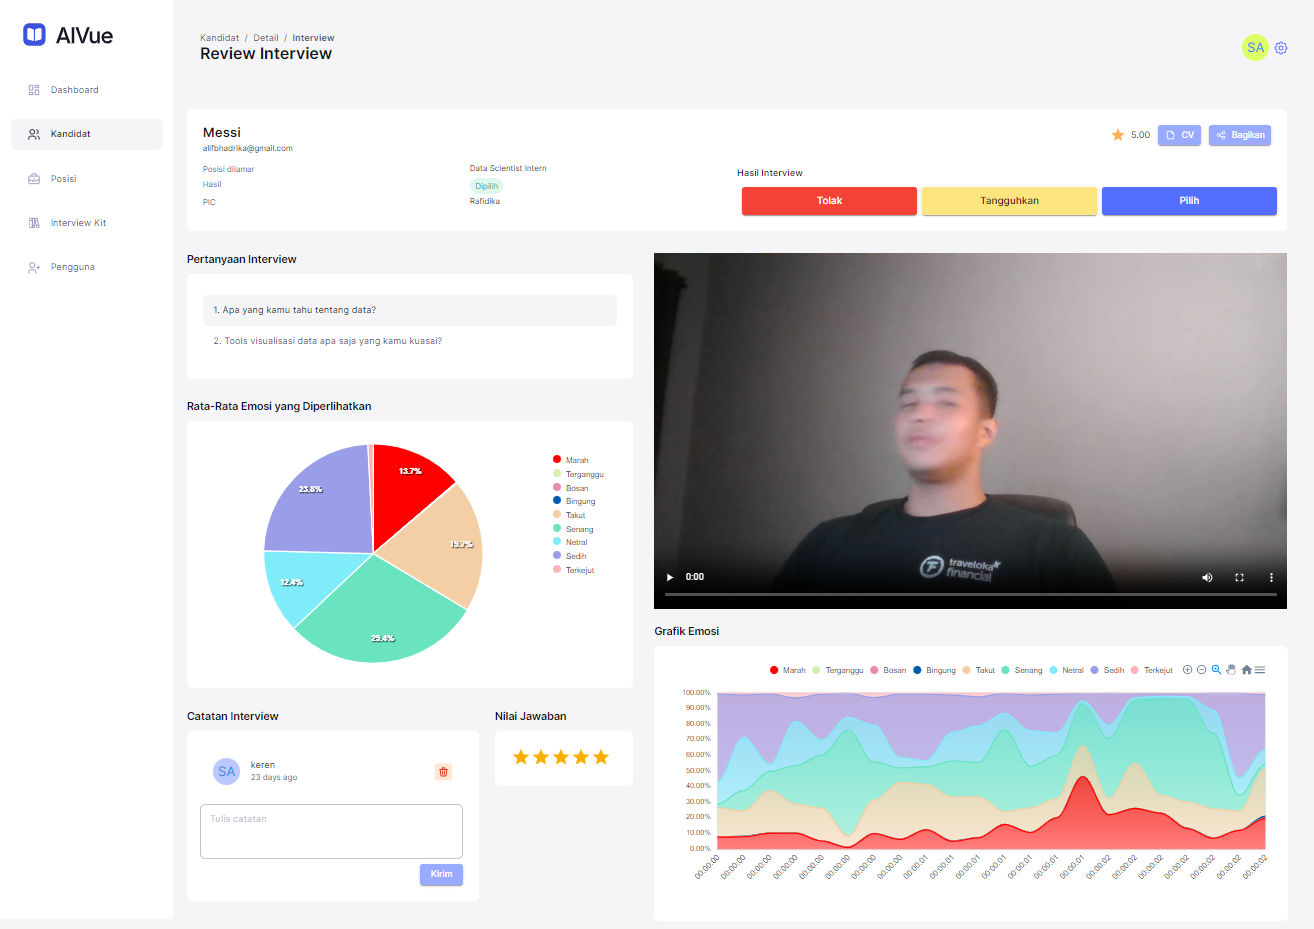 AIVue
Dashboard
Kandidat
Posisi
Interview Kit
Pengguna
Kandidat / Detail / Interview
Review Interview
SA
Messi
alifbhadrika@gmail.com
5.00
CV
Bagikan
Posisi dilamar
Data Scientist Intern
Hasil
Dipilih
PIC
Rafidika
Hasil Interview
Tolak
Tangguhkan
Pilih
Pertanyaan Interview
1. Apa yang kamu tahu tentang data?
2. Tools visualisasi data apa saja yang kamu kuasai?
Rata-Rata Emosi yang Diperlihatkan
13.7%
19.7%
29.4%
12.4%
23.8%
Marah
Terganggu
Bosan
Bingung
Takut
Senang
Netral
Sedih
Terkejut
Catatan Interview
SA
keren
23 days ago
Tulis catatan
Kirim
Nilai Jawaban
traveloka
financial
0:00
Grafik Emosi
Marah Terganggu Bosan Bingung Takut Senang Netral Sedih Terkejut
100.00%
90.00%
80.00%
70.00%
60.00%
50.00%
40.00%
30.00%
20.00%
10.00%
0.00%
00:00:00 00:00:00 00:00:00 00:00:00 00:00:00 00:00:00 00:00:00 00:00:01 00:00:01 00:00:01 00:00:01 00:00:01 00:00:01 00:00:01 00:00:01 00:00:02 00:00:02 00:00:02 00:00:02 00:00:02 00:00:02 00:00:02